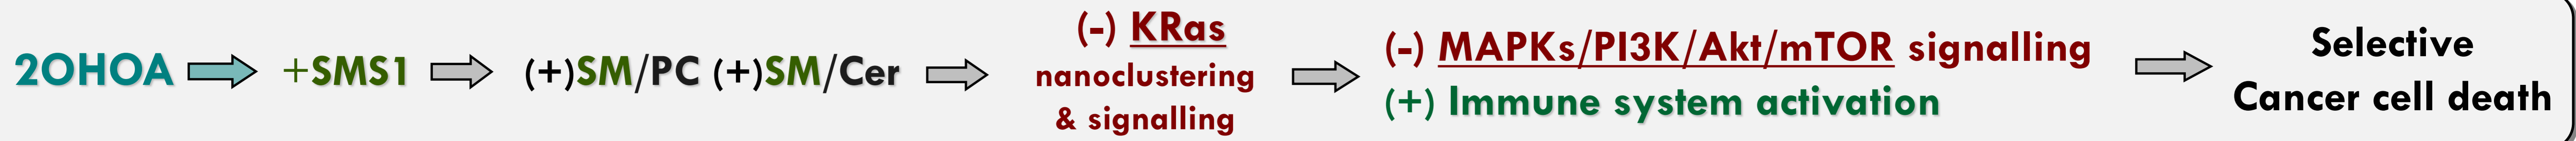 2OHOA
+SMS1
(+)SM/PC (+)SM/Cer
(-) KRas
nanoclustering
& signalling
(-) MAPKs/PI3K/Akt/mTOR signalling
(+) Immune system activation
Selective
Cancer cell death